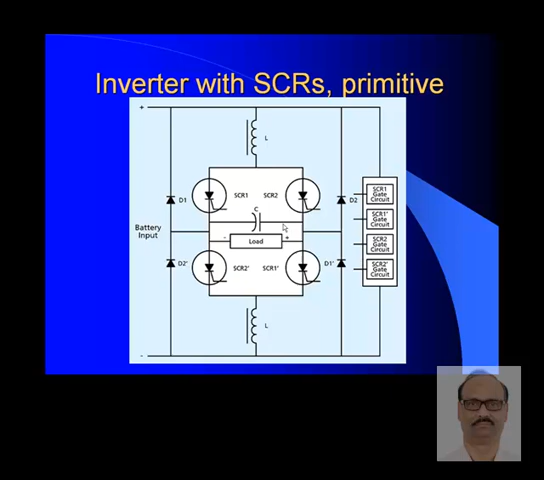 Inverter with SCRs, primitive
+
L
D1
SCR1
SCR2
D2
C
Battery
Input
-
Load
+
D2'
SCR2'
SCR1'
D1'
L
-
SCR1
Gate
Circuit
SCR1'
Gate
Circuit
SCR2
Gate
Circuit
SCR2'
Gate
Circuit